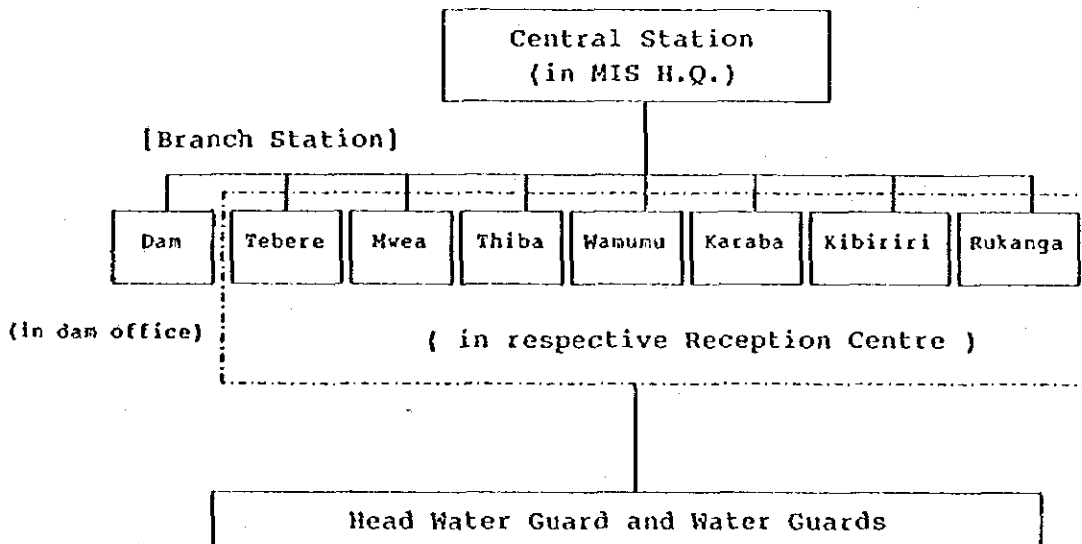 Central Station
(in MIS H.Q.)
[Branch Station]
Dam
Tebere
Mwea
Thiba
Wamumu
Karaba
Kibiriri
Rukanga
(in dam office)
( in respective Reception Centre )
Head Water Guard and Water Guards